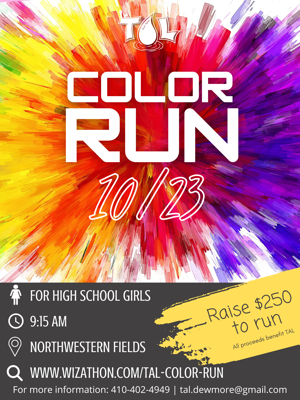 TAL
COLOR
RUN
10/23
FOR HIGH SCHOOL GIRLS
9:15 AM
NORTHWESTERN FIELDS
WWW.WIZATHON.COM/TAL-COLOR-RUN
Raise $250
to run
All proceeds benefit TAL
For more information: 410-402-4949 | tal.dewmore@gmail.com